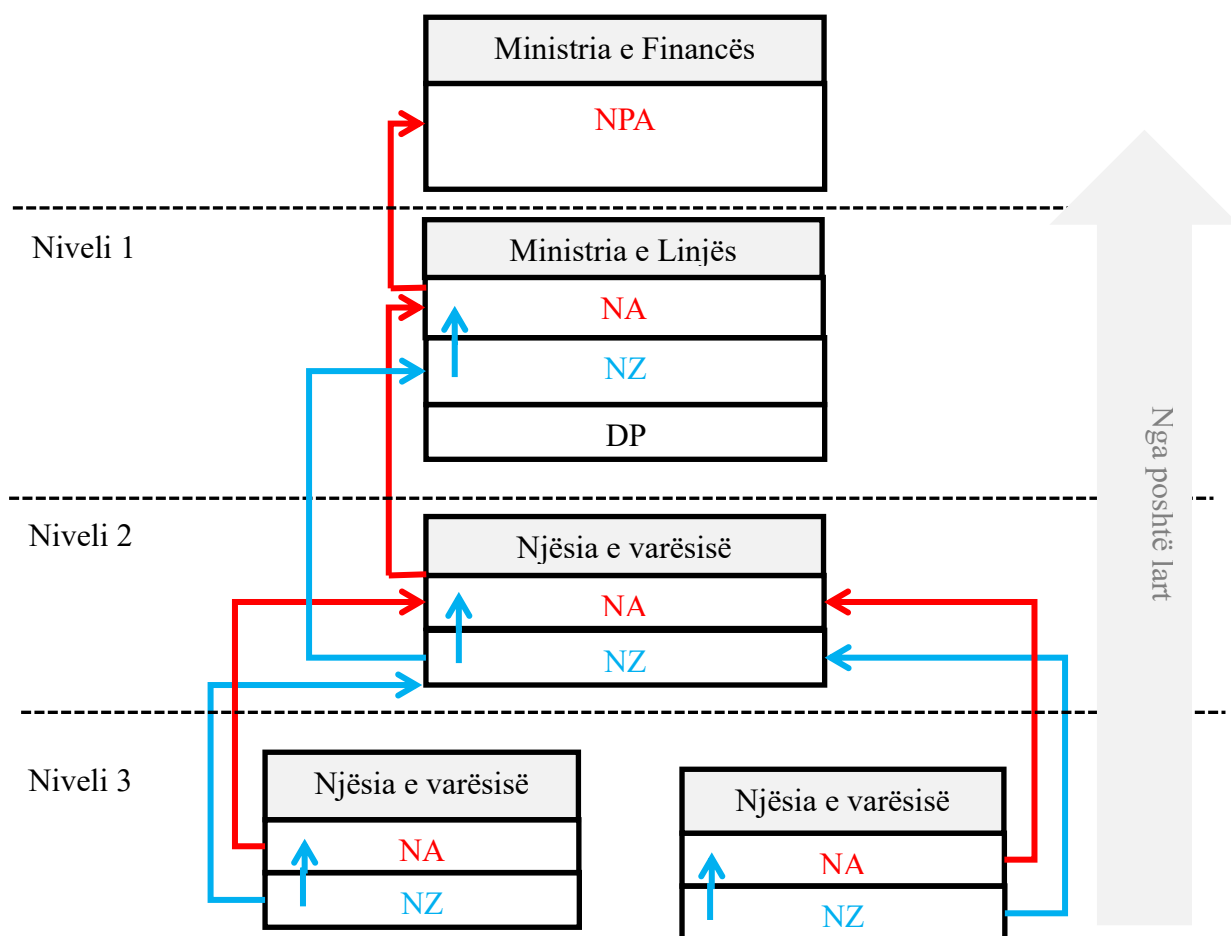 Ministria e Financës
NPA
Niveli 1
Ministria e Linjës
NA
NZ
DP
Niveli 2
Njësia e varësisë
NA
NZ
Niveli 3
Njësia e varësisë
NA
NZ
Njësia e varësisë
NA
NZ
Nga poshtë lart